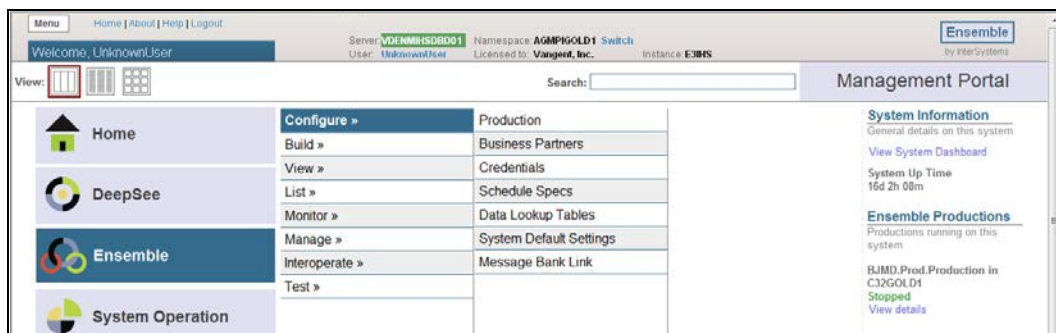 Menu
Home | About | Help | Logout
Welcome, UnknownUser
Server: VDENMIHSDBD01 Namespace: AGMPIGOLD1 Switch
User: UnknownUser Licensed to: Vangent, Inc. Instance: E3IHS
Ensemble
by InterSystems
View:
Search:
Management Portal
Home
DeepSee
Ensemble
System Operation
Configure »
Build »
View »
List »
Monitor »
Manage »
Interoperate »
Test »
Production
Business Partners
Credentials
Schedule Specs
Data Lookup Tables
System Default Settings
Message Bank Link
System Information
General details on this system
View System Dashboard
System Up Time
16d 2h 08m
Ensemble Productions
Productions running on this
system
BJMD.Prod.Production in
C32GOLD1
Stopped
View details